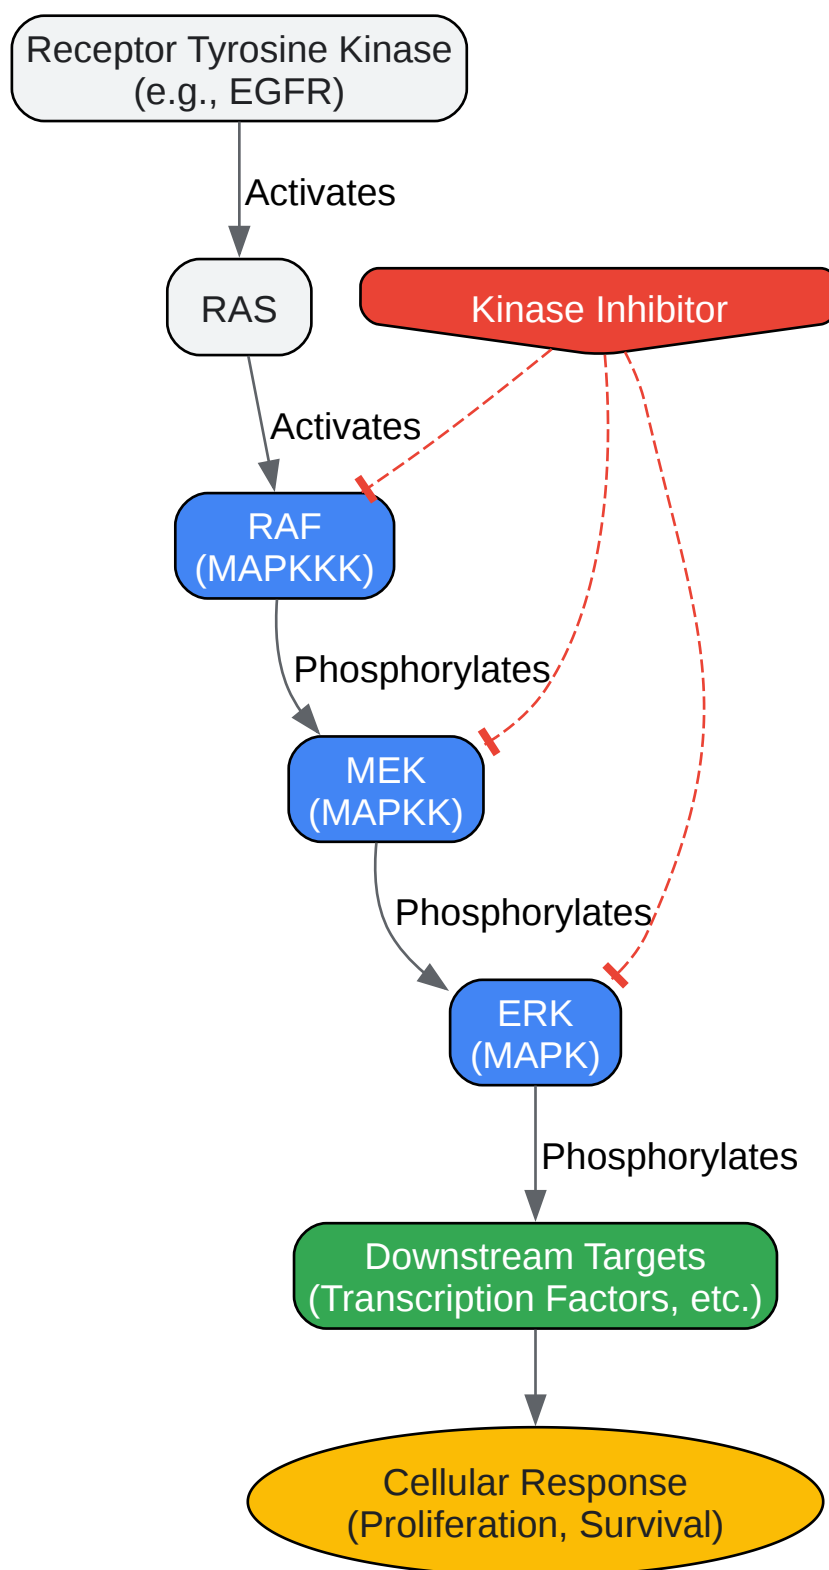 Receptor Tyrosine Kinase
(e.g., EGFR)
Activates
RAS
Kinase Inhibitor
Activates
RAF
(MAPKKK)
Phosphorylates
MEK
(MAPKK)
Phosphorylates
ERK
(MAPK)
Phosphorylates
Downstream Targets
(Transcription Factors, etc.)
Cellular Response
(Proliferation, Survival)